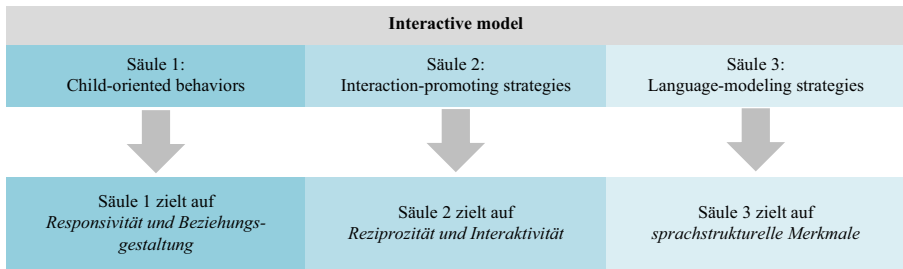 Interactive model
Säule 1:
Child-oriented behaviors
Säule 2:
Interaction-promoting strategies
Säule 3:
Language-modeling strategies
Säule 1 zielt auf
Responsivität und Beziehungs-
gestaltung
Säule 2 zielt auf
Reziprozität und Interaktivität
Säule 3 zielt auf
sprachstrukturelle Merkmale